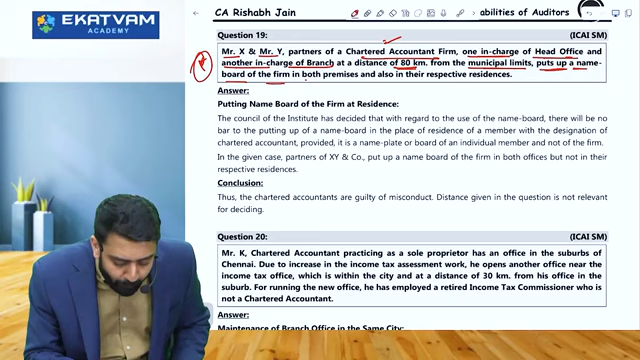 EKATVAM
ACADEMY
CA Rishabh Jain
abilities of Auditors
Question 19:
(ICAI SM)
Mr. X & Mr. Y, partners of a Chartered Accountant Firm, one in-charge of Head Office and
another in-charge of Branch at a distance of 80 km. from the municipal limits, puts up a name-
board of the firm in both premises and also in their respective residences.
Answer:
Putting Name Board of the Firm at Residence:
The council of the Institute has decided that with regard to the use of the name-board, there will be no
bar to the putting up of a name-board in the place of residence of a member with the designation of
chartered accountant, provided, it is a name-plate or board of an individual member and not of the firm.
In the given case, partners of XY & Co., put up a name board of the firm in both offices but not in their
respective residences.
Conclusion:
Thus, the chartered accountants are guilty of misconduct. Distance given in the question is not relevant
for deciding.
Question 20:
(ICAI SM)
Mr. K, Chartered Accountant practicing as a sole proprietor has an office in the suburbs of
Chennai. Due to increase in the income tax assessment work, he opens another office near the
income tax office, which is within the city and at a distance of 30 km. from his office in the
suburb. For running the new office, he has employed a retired Income Tax Commissioner who is
not a Chartered Accountant.
Answer:
Maintenance of Branch Office in the Same City: